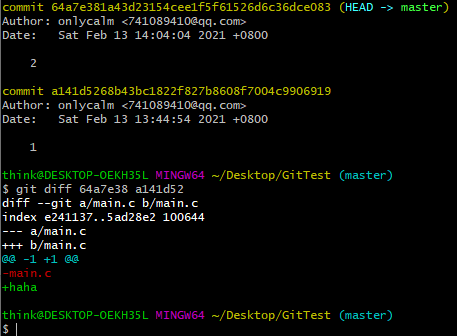 commit 64a7e381a43d23154cee1f5f61526d6c36dce083 (HEAD -> master)
Author: onlycalm <741089410@qq.com>
Date:   Sat Feb 13 14:04:04 2021 +0800
2
commit a141d5268b43bc1822f827b8608f7004c9906919
Author: onlycalm <741089410@qq.com>
Date:   Sat Feb 13 13:44:54 2021 +0800
1
think@DESKTOP-OEKH35L MINGW64 ~/Desktop/GitTest (master)
$ git diff 64a7e38 a141d52
diff --git a/main.c b/main.c
index e241137..5ad28e2 100644
--- a/main.c
+++ b/main.c
@@ -1 +1 @@
-main.c
+haha
think@DESKTOP-OEKH35L MINGW64 ~/Desktop/GitTest (master)
$